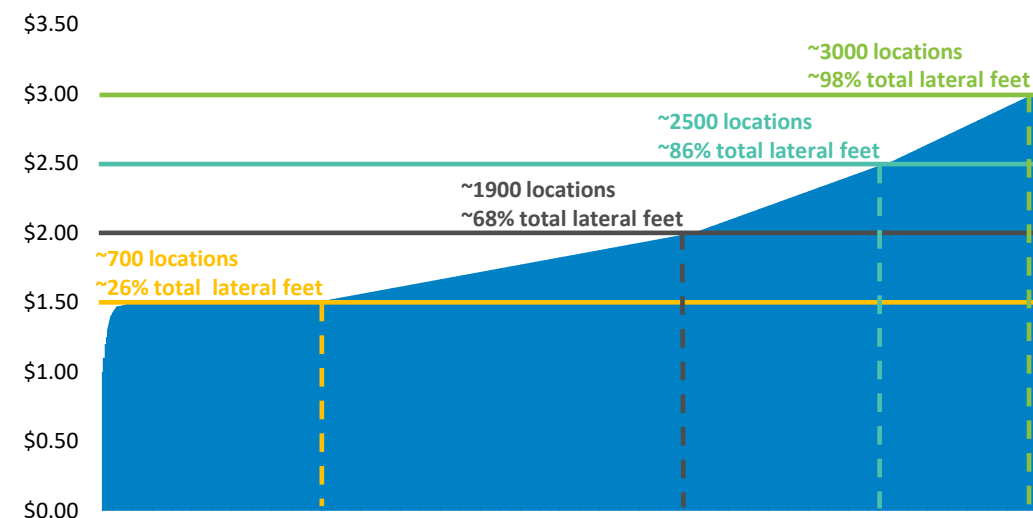 $3.50
~3000 locations
~98% total lateral feet
$3.00
~2500 locations
~86% total lateral feet
$2.50
~1900 locations
~68% total lateral feet
$2.00
~700 locations
~26% total lateral feet
$1.50
$1.00
$0.50
$0.00